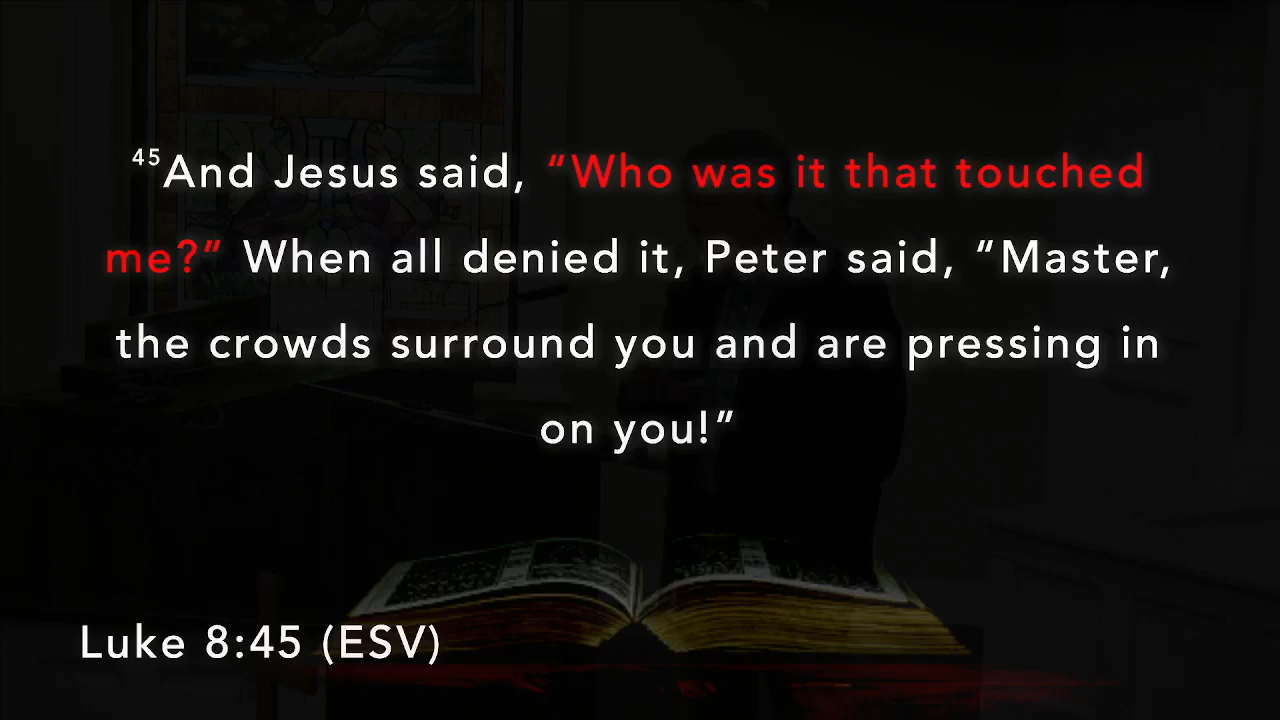 45And Jesus said, “Who was it that touched
me?” When all denied it, Peter said, “Master,
the crowds surround you and are pressing in
on you!”
Luke 8:45 (ESV)